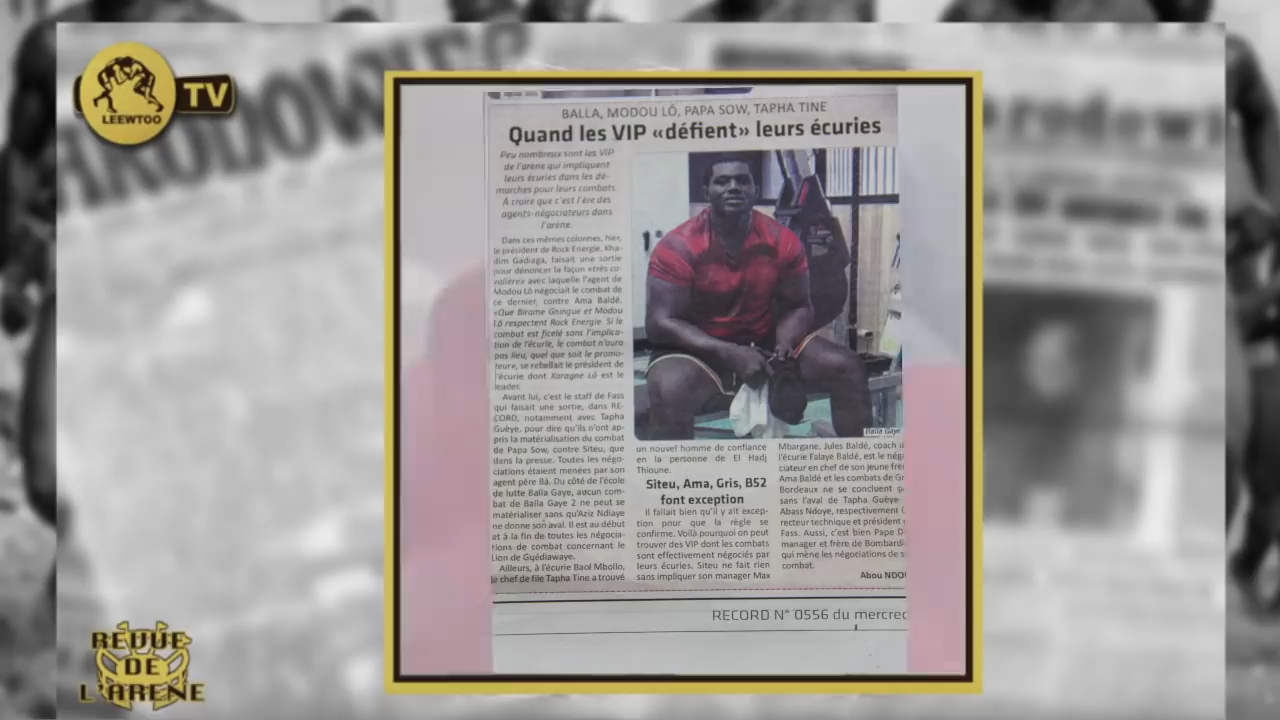 LEEWTOO
TV
BALLA, MODOU LÔ, PAPA SOW, TAPHA TINE
Quand les VIP «défient» leurs écuries
Peu nombreux sont les VIP
de l'arène qui impliquent
leurs écuries dans les dé-
marches pour leurs combats.
À croire que c'est l'ère des
agents-négociateurs dans
l'arène.
Dans ces mêmes colonnes, hier,
le président de Rock Energie, Kha-
dim Gadiaga, faisait une sortie
pour dénoncer la façon «très ca-
valière» avec laquelle l'agent de
Modou Lô négociait le combat de
ce dernier, contre Ama Baldé.
«Que Birame Gningue et Modou
Lô respectent Rock Energie. Si le
combat est ficelé sans l'implica-
tion de l'écurie, le combat n'aura
pas lieu, quel que soit le promo-
teur», se rebellait le président de
l'écurie dont Xaragne Lô est le
leader.
Avant lui, c'est le staff de Fass
qui faisait une sortie, dans RE-
CORD, notamment avec Tapha
Guèye, pour dire qu'ils n'ont ap-
pris la matérialisation du combat
de Papa Sow, contre Siteu, que
dans la presse. Toutes les négo-
ciations étaient menées par son
agent père Bâ. Du côté de l'école
de lutte Balla Gaye, aucun com-
bat de Balla Gaye 2 ne peut se
matérialiser sans qu'Aziz Ndiaye
ne donne son aval. Il est au début
et à la fin de toutes les négocia-
tions de combat concernant le
Lion de Guédiawaye.
Ailleurs, à l'écurie Baol Mbollo,
le chef de file Tapha Tine a trouvé
Balla Gaye
un nouvel homme de confiance
en la personne de El Hadj
Thioune.
Siteu, Ama, Gris, B52
font exception
Il fallait bien qu'il y ait excep-
tion pour que la règle se
confirme. Voilà pourquoi on peut
trouver des VIP dont les combats
sont effectivement négociés par
leurs écuries. Siteu ne fait rien
sans impliquer son manager Max
Mbargane. Jules Baldé, coach d
l'écurie Falaye Baldé, est le négo
ciateur en chef de son jeune frè
Ama Baldé et les combats de Gr
Bordeaux ne se concluent p
sans l'aval de Tapha Guèye
Abass Ndoye, respectivement
recteur technique et président
Fass. Aussi, c'est bien Pape D
manager et frère de Bombardi
qui mène les négociations de s
combat.
Abou NDO
RECORD N° 0556 du mercred
REVUE
DE
L'ARENE